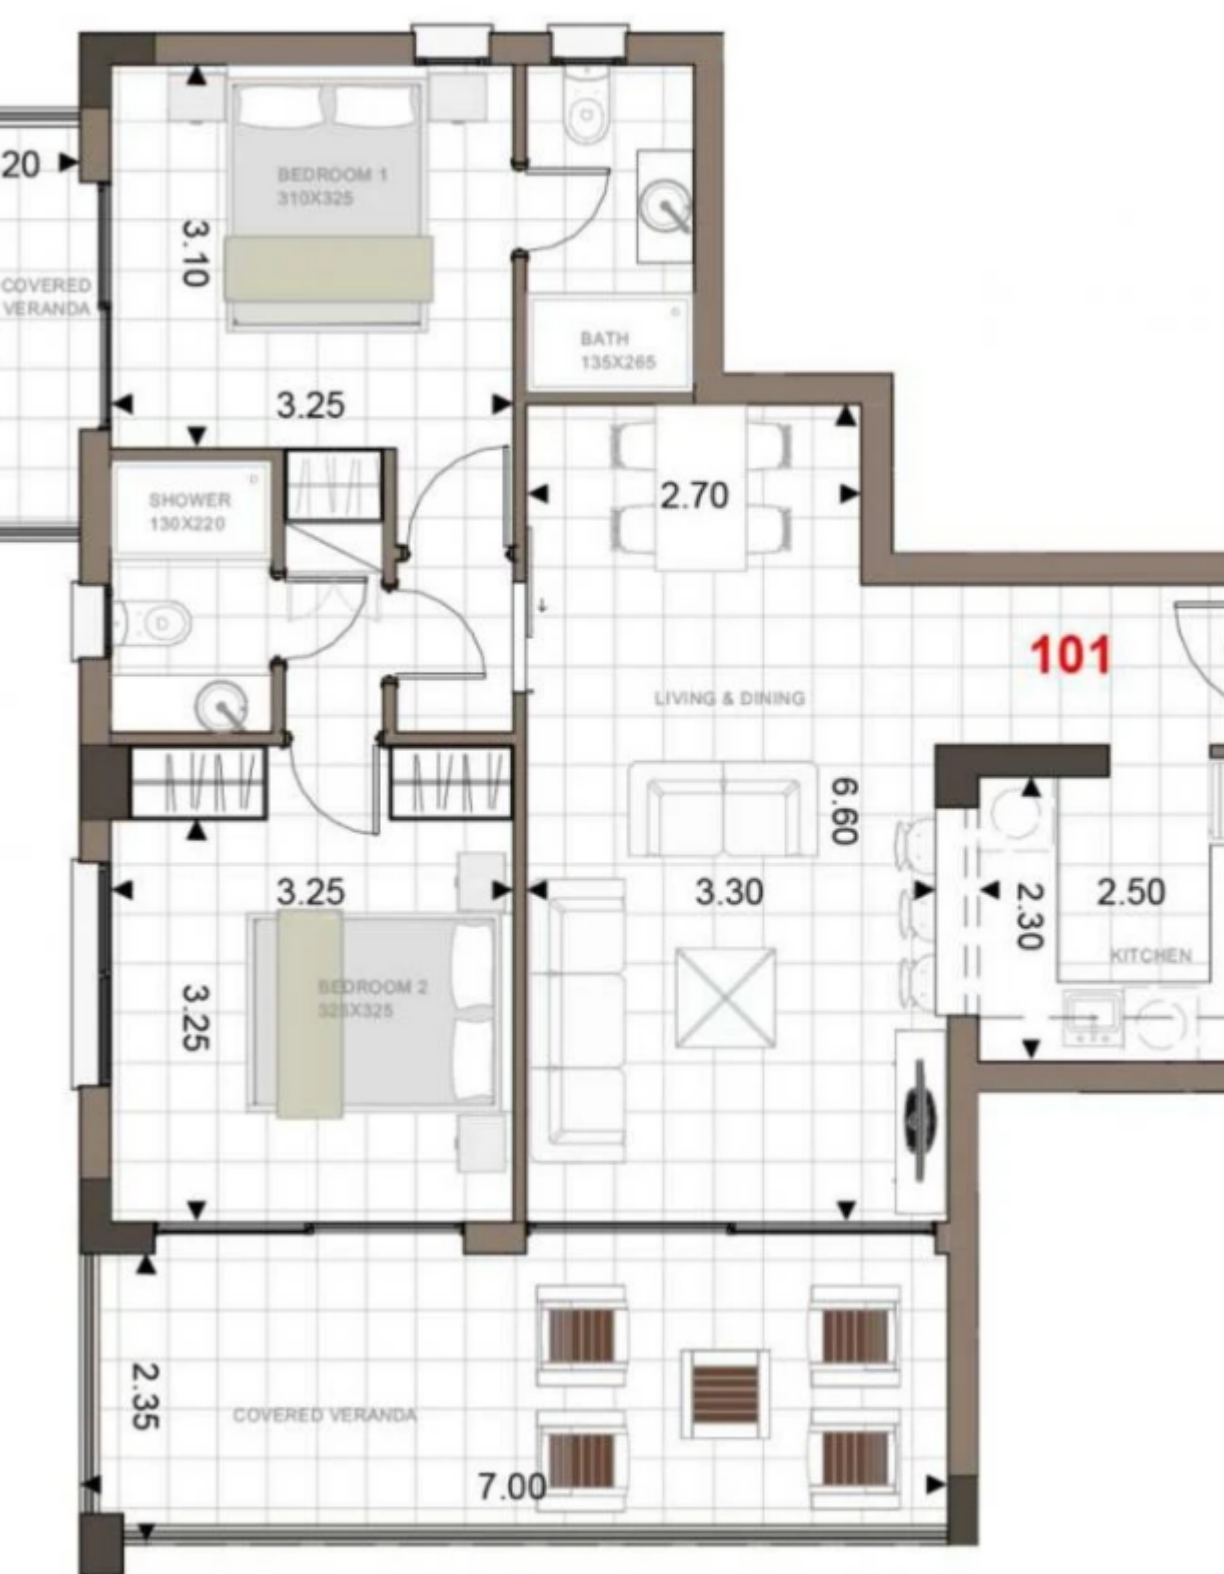 20
BEDROOM 1
310X325
3.10
COVERED
VERANDA
BATH
135X265
3.25
2.70
SHOWER
130X220
101
LIVING & DINING
6.60
3.25
3.30
2.30
2.50
KITCHEN
BEDROOM 2
325X325
3.25
2.35
COVERED VERANDA
7.00